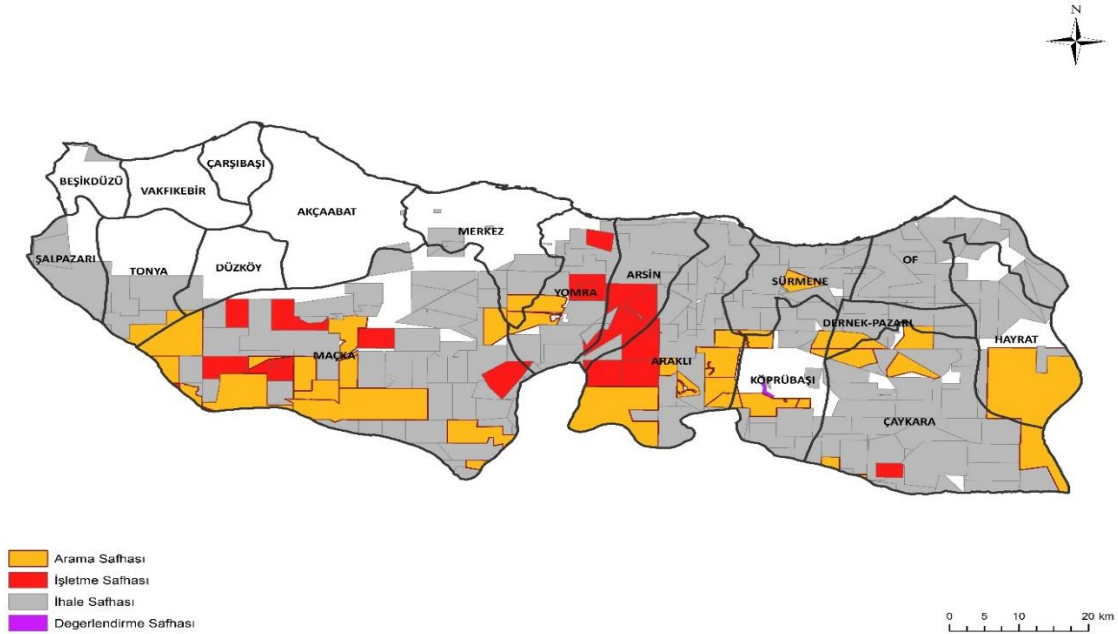 N
ÇARŞIBAŞI
BEŞİKDÜZÜ
VAKFIKEBİR
AKÇAABAT
MERKEZ
ŞALPAZARI
TONYA
DÜZKÖY
YOMRA
ARSİN
SÜRMENE
OF
DERNEK-PAZARI
HAYRAT
MAÇKA
ARAKLI
KÖPRÜBAŞI
ÇAYKARA
Arama Safhası
İşletme Safhası
İhale Safhası
Degerlendirme Safhası
0 5 10 20 km